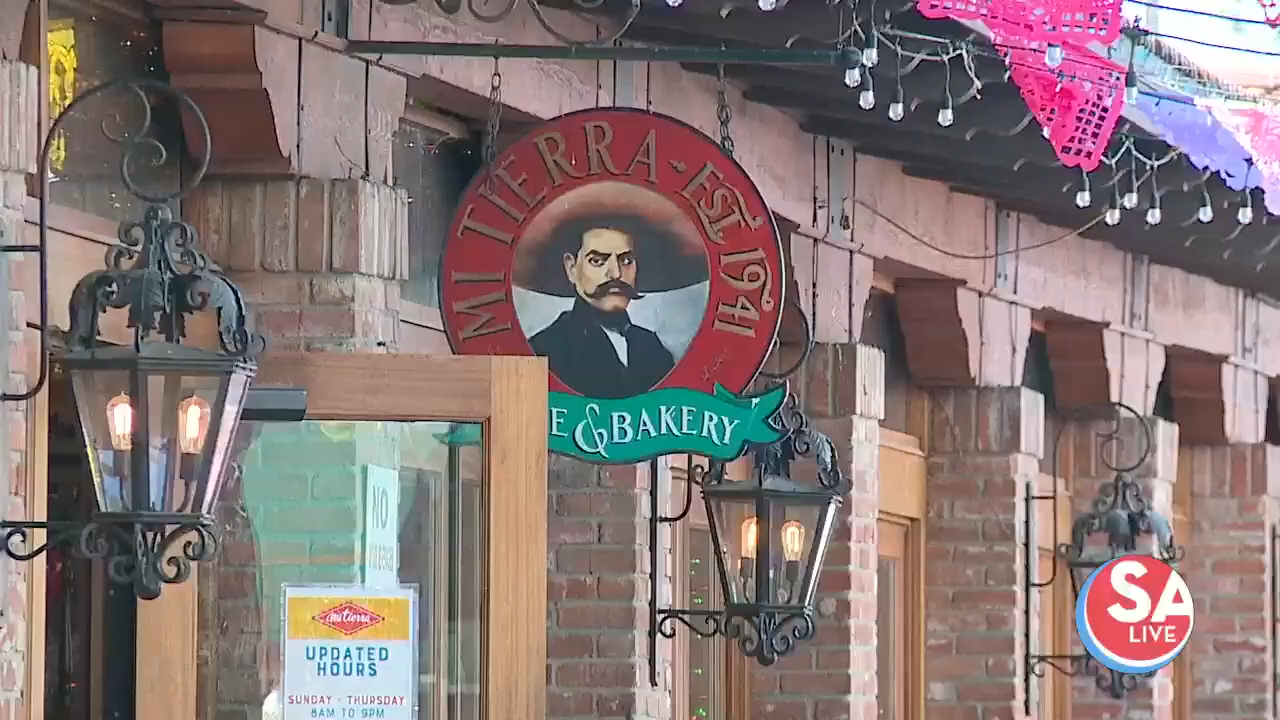 MI TIERRA - EST. 1941
E & BAKERY
NO
Mi Tierra
UPDATED
HOURS
SUNDAY - THURSDAY
8AM TO 9PM
SA
LIVE